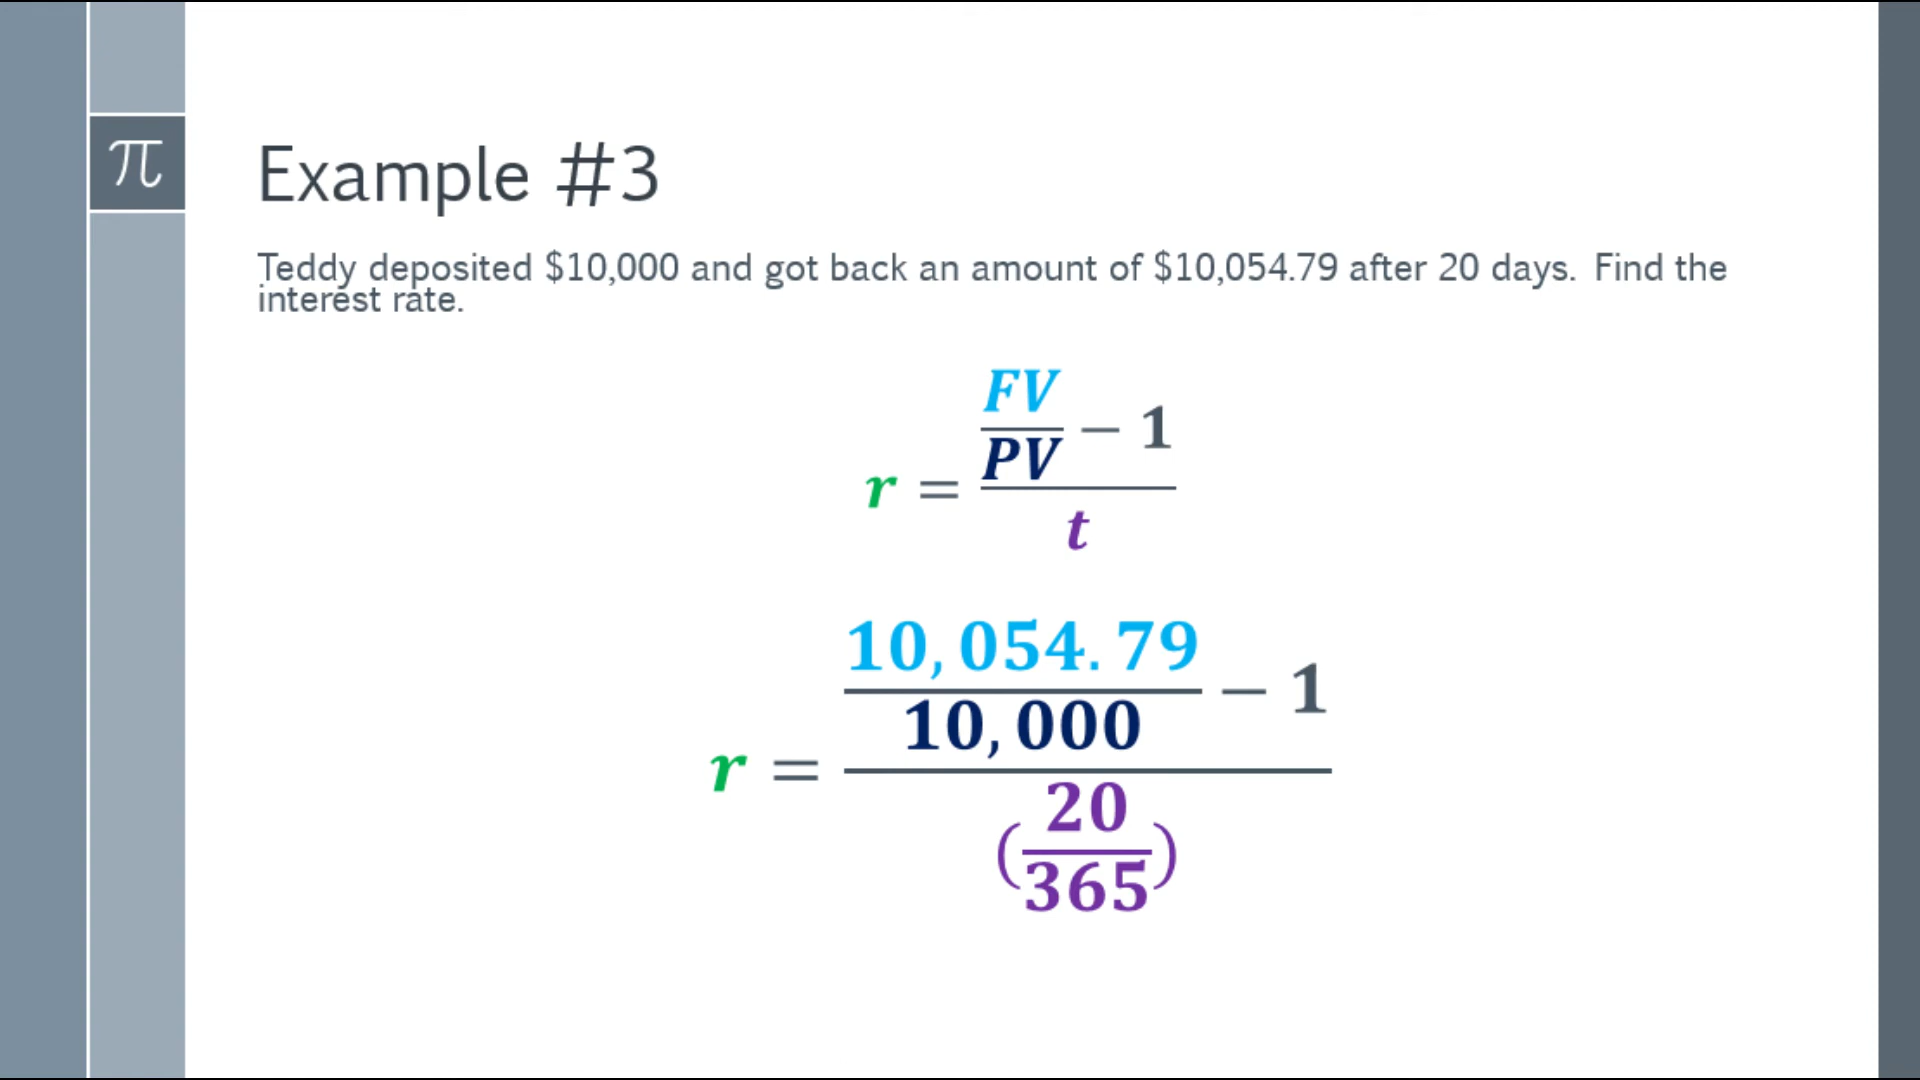 π
Example #3
Teddy deposited $10,000 and got back an amount of $10,054.79 after 20 days. Find the
interest rate.
FV
PV
− 1
r =
t
10,054.79
10,000
− 1
r =
20
(
365
)